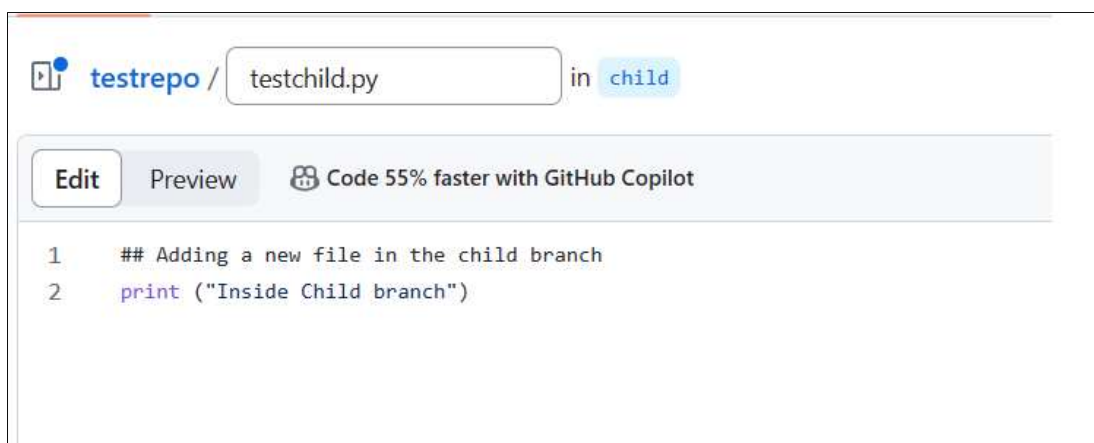 testrepo / testchild.py in child
Edit Preview Code 55% faster with GitHub Copilot
1 ## Adding a new file in the child branch
2 print ("Inside Child branch")